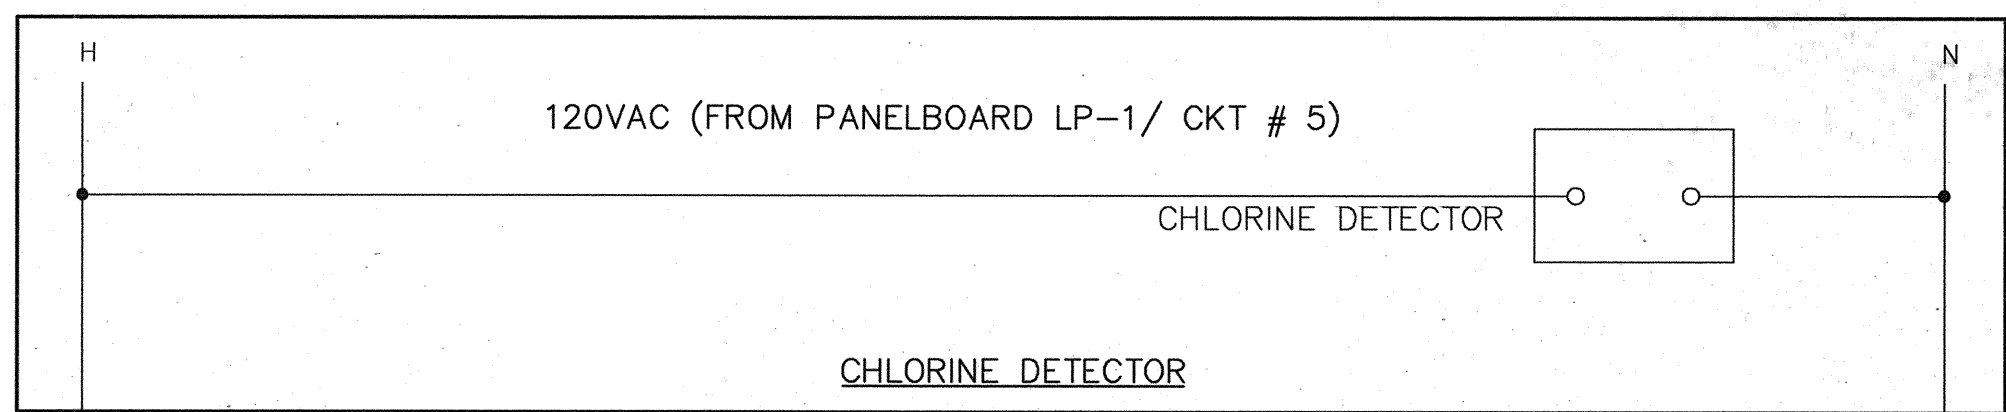 H
N
120VAC (FROM PANELBOARD LP-1/ CKT # 5)
CHLORINE DETECTOR
CHLORINE DETECTOR